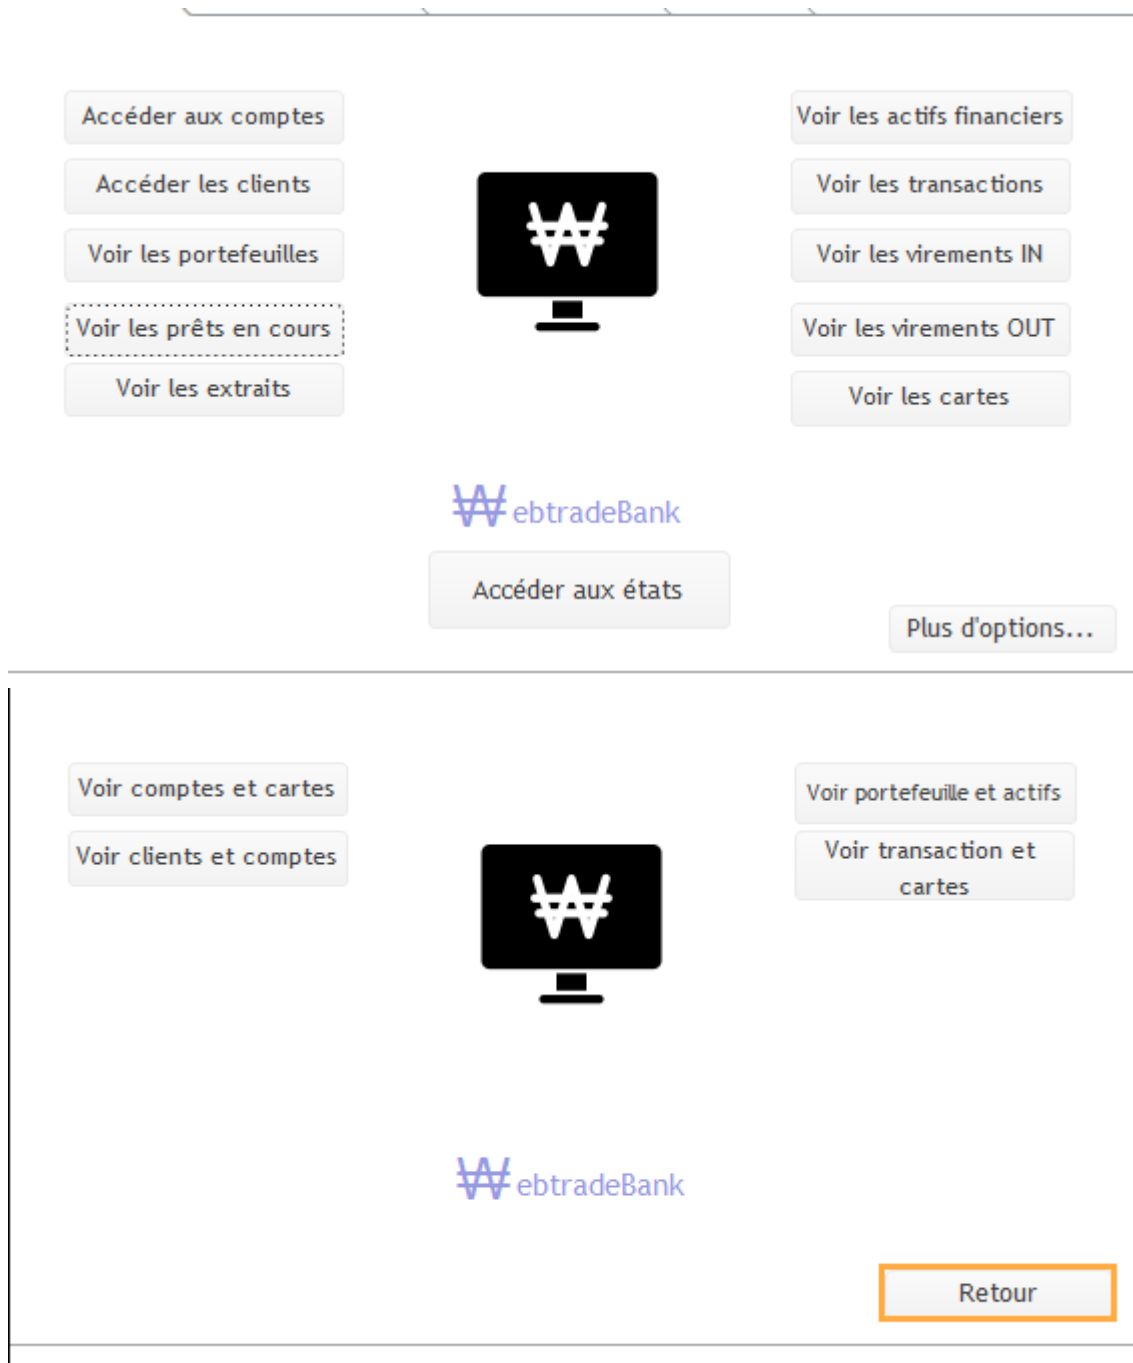 Accéder aux comptes
Accéder les clients
Voir les portefeuilles
Voir les prêts en cours
Voir les extraits
₩
Voir les actifs financiers
Voir les transactions
Voir les virements IN
Voir les virements OUT
Voir les cartes
₩ebtradeBank
Accéder aux états
Plus d'options...
Voir comptes et cartes
Voir clients et comptes
₩
Voir portefeuille et actifs
Voir transaction et
cartes
₩ebtradeBank
Retour